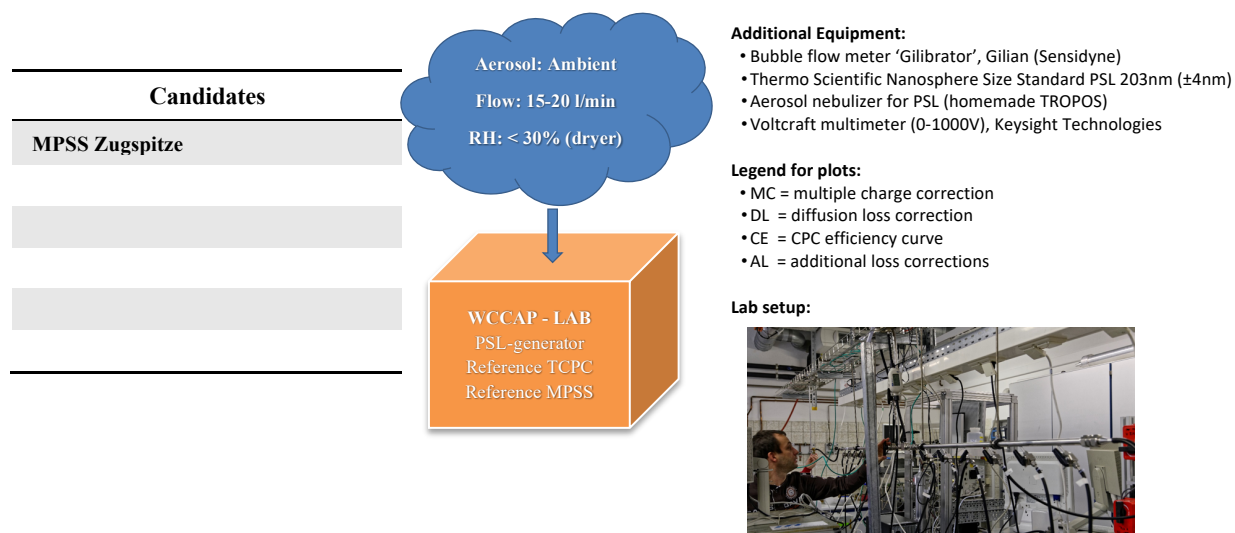 Candidates
MPSS Zugspitze
Aerosol: Ambient
Flow: 15-20 l/min
RH: < 30% (dryer)
WCCAP - LAB
PSL-generator
Reference TCPC
Reference MPSS
Additional Equipment:
• Bubble flow meter ‘Gilibrator’, Gilian (Sensidyne)
• Thermo Scientific Nanosphere Size Standard PSL 203nm (±4nm)
• Aerosol nebulizer for PSL (homemade TROPOS)
• Voltcraft multimeter (0-1000V), Keysight Technologies
Legend for plots:
• MC = multiple charge correction
• DL = diffusion loss correction
• CE = CPC efficiency curve
• AL = additional loss corrections
Lab setup: